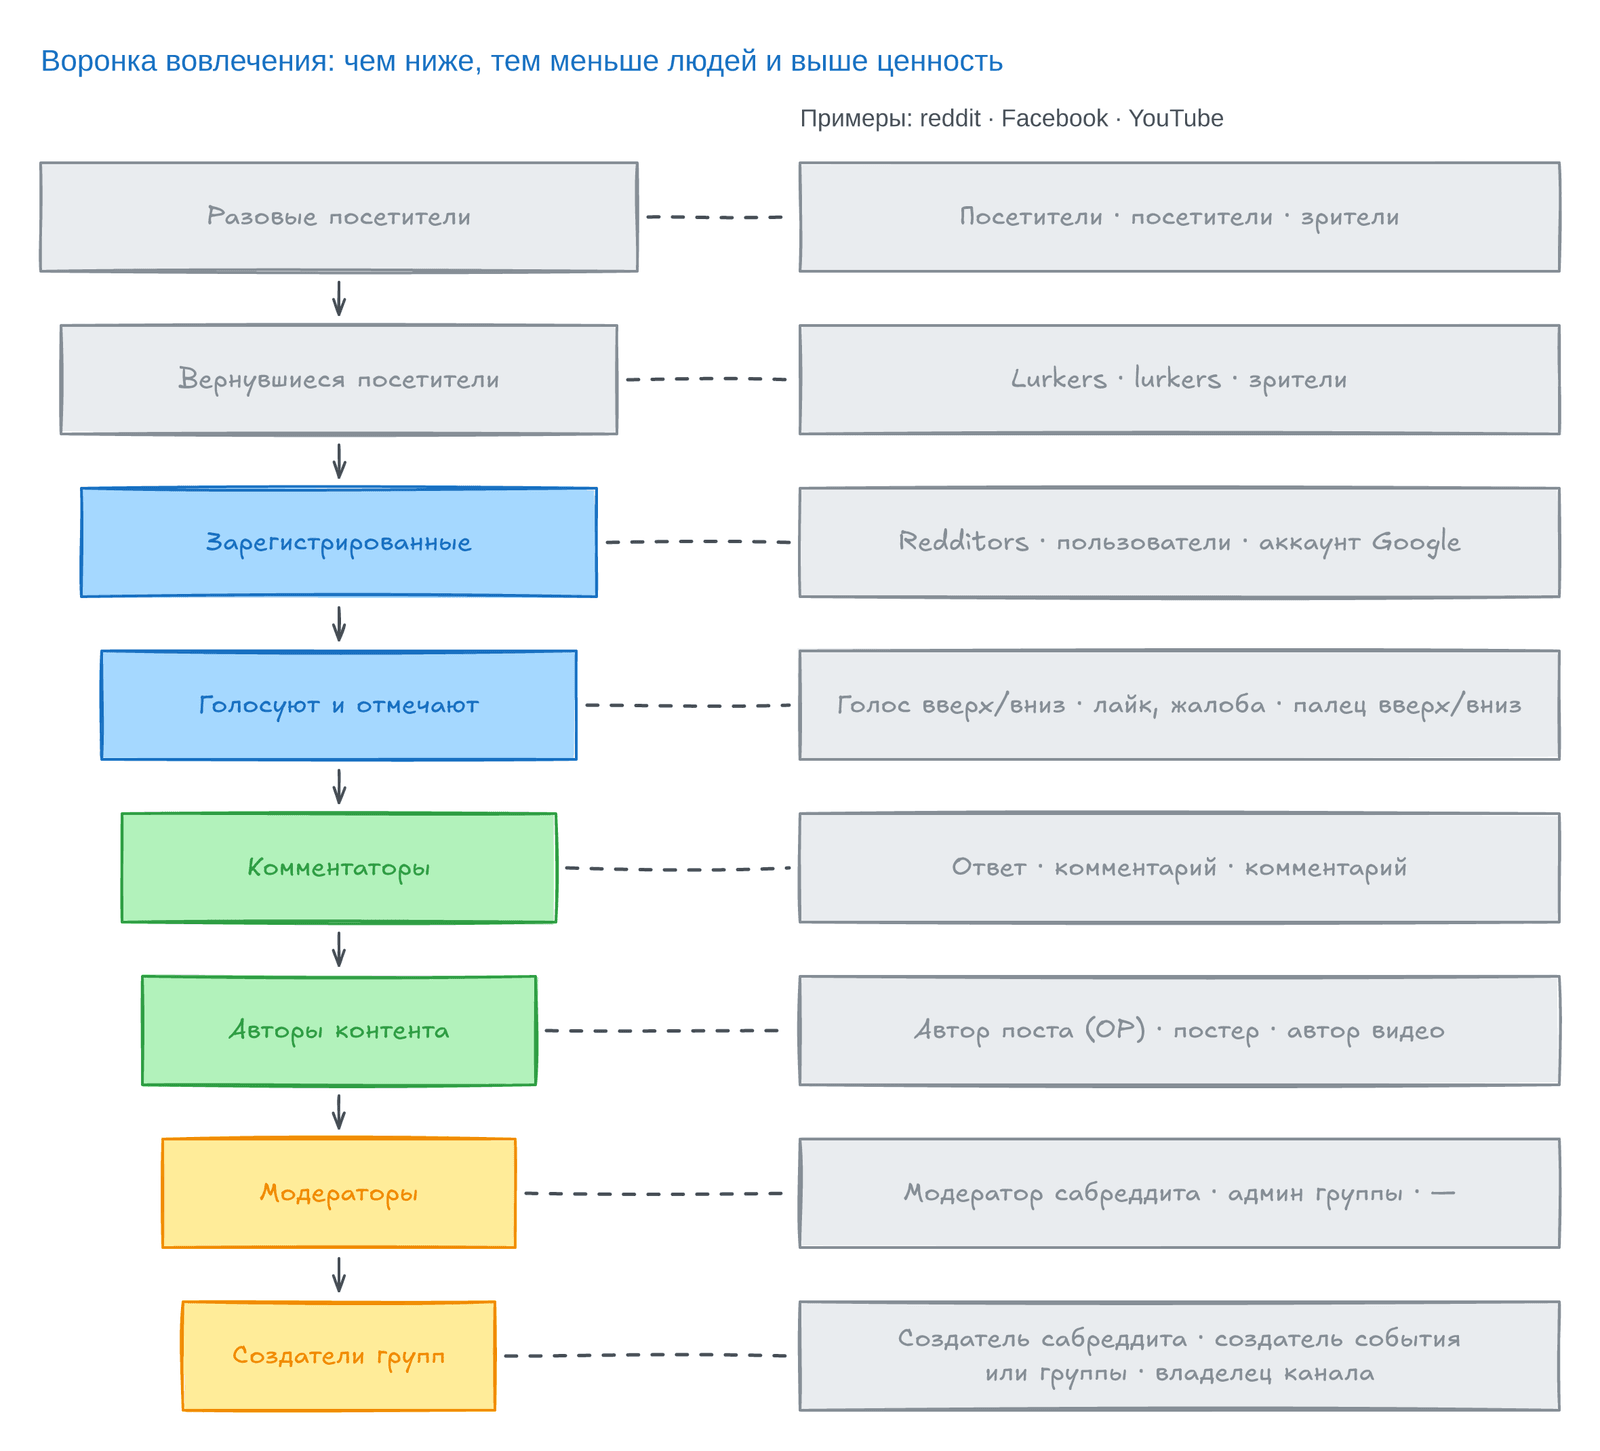 Воронка вовлечения: чем ниже, тем меньше людей и выше ценность
Примеры: reddit · Facebook · YouTube
Разовые посетители
Посетители · посетители · зрители
Вернувшиеся посетители
Lurkers · lurkers · зрители
Зарегистрированные
Redditors · пользователи · аккаунт Google
Голосуют и отмечают
Голос вверх/вниз · лайк, жалоба · палец вверх/вниз
Комментаторы
Ответ · комментарий · комментарий
Авторы контента
Автор поста (OP) · постер · автор видео
Модераторы
Модератор сабреддита · админ группы · —
Создатели групп
Создатель сабреддита · создатель события
или группы · владелец канала